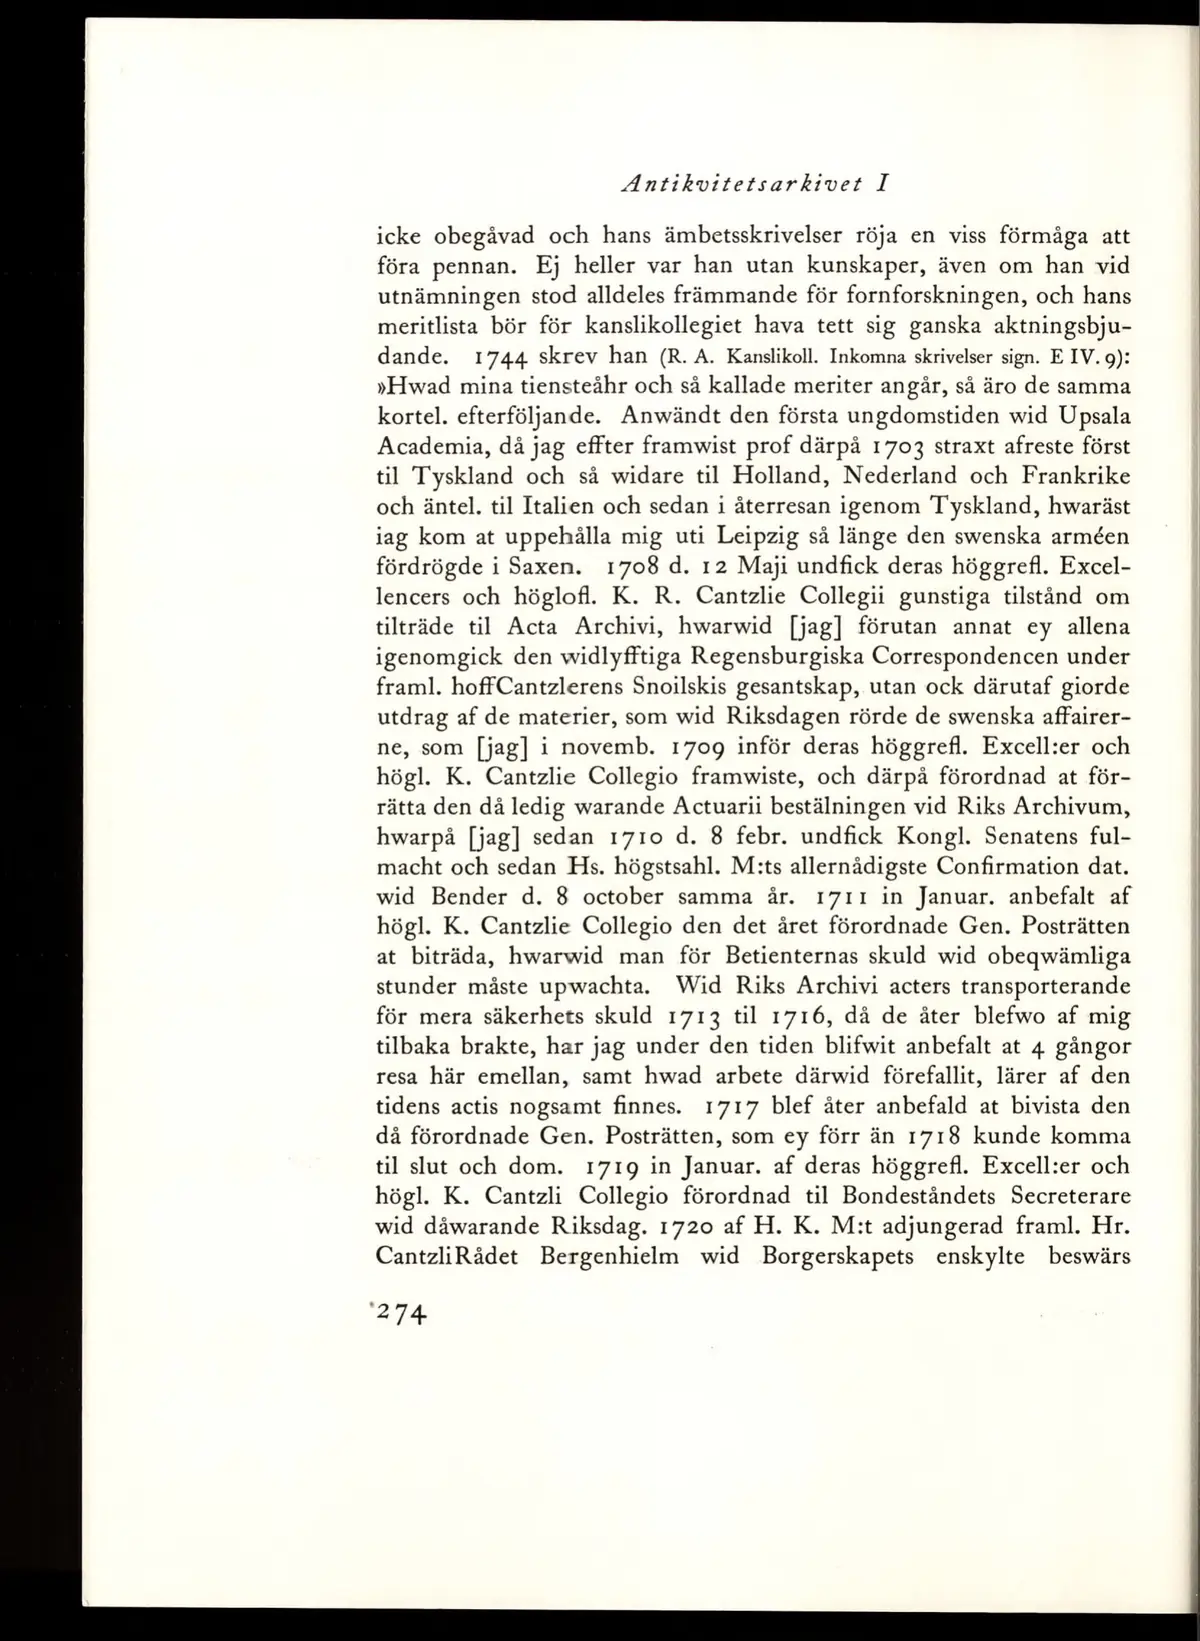 Antikvitetsarkivet I
icke obegåvad och hans ämbetsskrivelser röja en viss förmåga att
föra pennan. Ej heller var han utan kunskaper, även om han vid
utnämningen stod alldeles främmande för fornforskningen, och hans
meritlista bör för kanslikollegiet hava tett sig ganska aktningsbju-
dande. 1744 skrev han (R. A. Kanslikoll. Inkomna skrivelser sign. E IV. 9):
»Hwad mina tiensteåhr och så kallade meriter angår, så äro de samma
kortel. efterföljande. Anwändt den första ungdomstiden wid Upsala
Academia, då jag effter framwist prof därpå 1703 straxt afreste först
til Tyskland och så widare til Holland, Nederland och Frankrike
och äntel. til Italien och sedan i återresan igenom Tyskland, hwaräst
iag kom at uppehålla mig uti Leipzig så länge den swenska arméen
fördrögde i Saxen. 1708 d. 12 Maji undfick deras höggrefl. Excel-
lencers och höglofl. K. R. Cantzlie Collegii gunstiga tilstånd om
tilträde til Acta Archivi, hwarwid [jag] förutan annat ey allena
igenomgick den widlyfftiga Regensburgiska Correspondencen under
framl. hoffCantzlerens Snoilskis gesantskap, utan ock därutaf giorde
utdrag af de materier, som wid Riksdagen rörde de swenska affairer-
ne, som [jag] i novemb. 1709 inför deras höggrefl. Excell:er och
högl. K. Cantzlie Collegio framwiste, och därpå förordnad at för-
rätta den då ledig warande Actuarii bestälningen vid Riks Archivum,
hwarpå [jag] sedan 1710 d. 8 febr. undfick Kongl. Senatens ful-
macht och sedan Hs. högstsahl. M:ts allernådigste Confirmation dat.
wid Bender d. 8 october samma år. 1711 in Januar. anbefalt af
högl. K. Cantzlie Collegio den det året förordnade Gen. Posträtten
at biträda, hwarwid man för Betienternas skuld wid obeqwämliga
stunder måste upwachta. Wid Riks Archivi acters transporterande
för mera säkerhets skuld 1713 til 1716, då de åter blefwo af mig
tilbaka brakte, har jag under den tiden blifwit anbefalt at 4 gångor
resa här emellan, samt hwad arbete därwid förefallit, lärer af den
tidens actis nogsamt finnes. 1717 blef åter anbefald at bivista den
då förordnade Gen. Posträtten, som ey förr än 1718 kunde komma
til slut och dom. 1719 in Januar. af deras höggrefl. Excell:er och
högl. K. Cantzli Collegio förordnad til Bondeståndets Secreterare
wid dåwarande Riksdag. 1720 af H. K. M:t adjungerad framl. Hr.
CantzliRådet Bergenhielm wid Borgerskapets enskylte beswärs
274